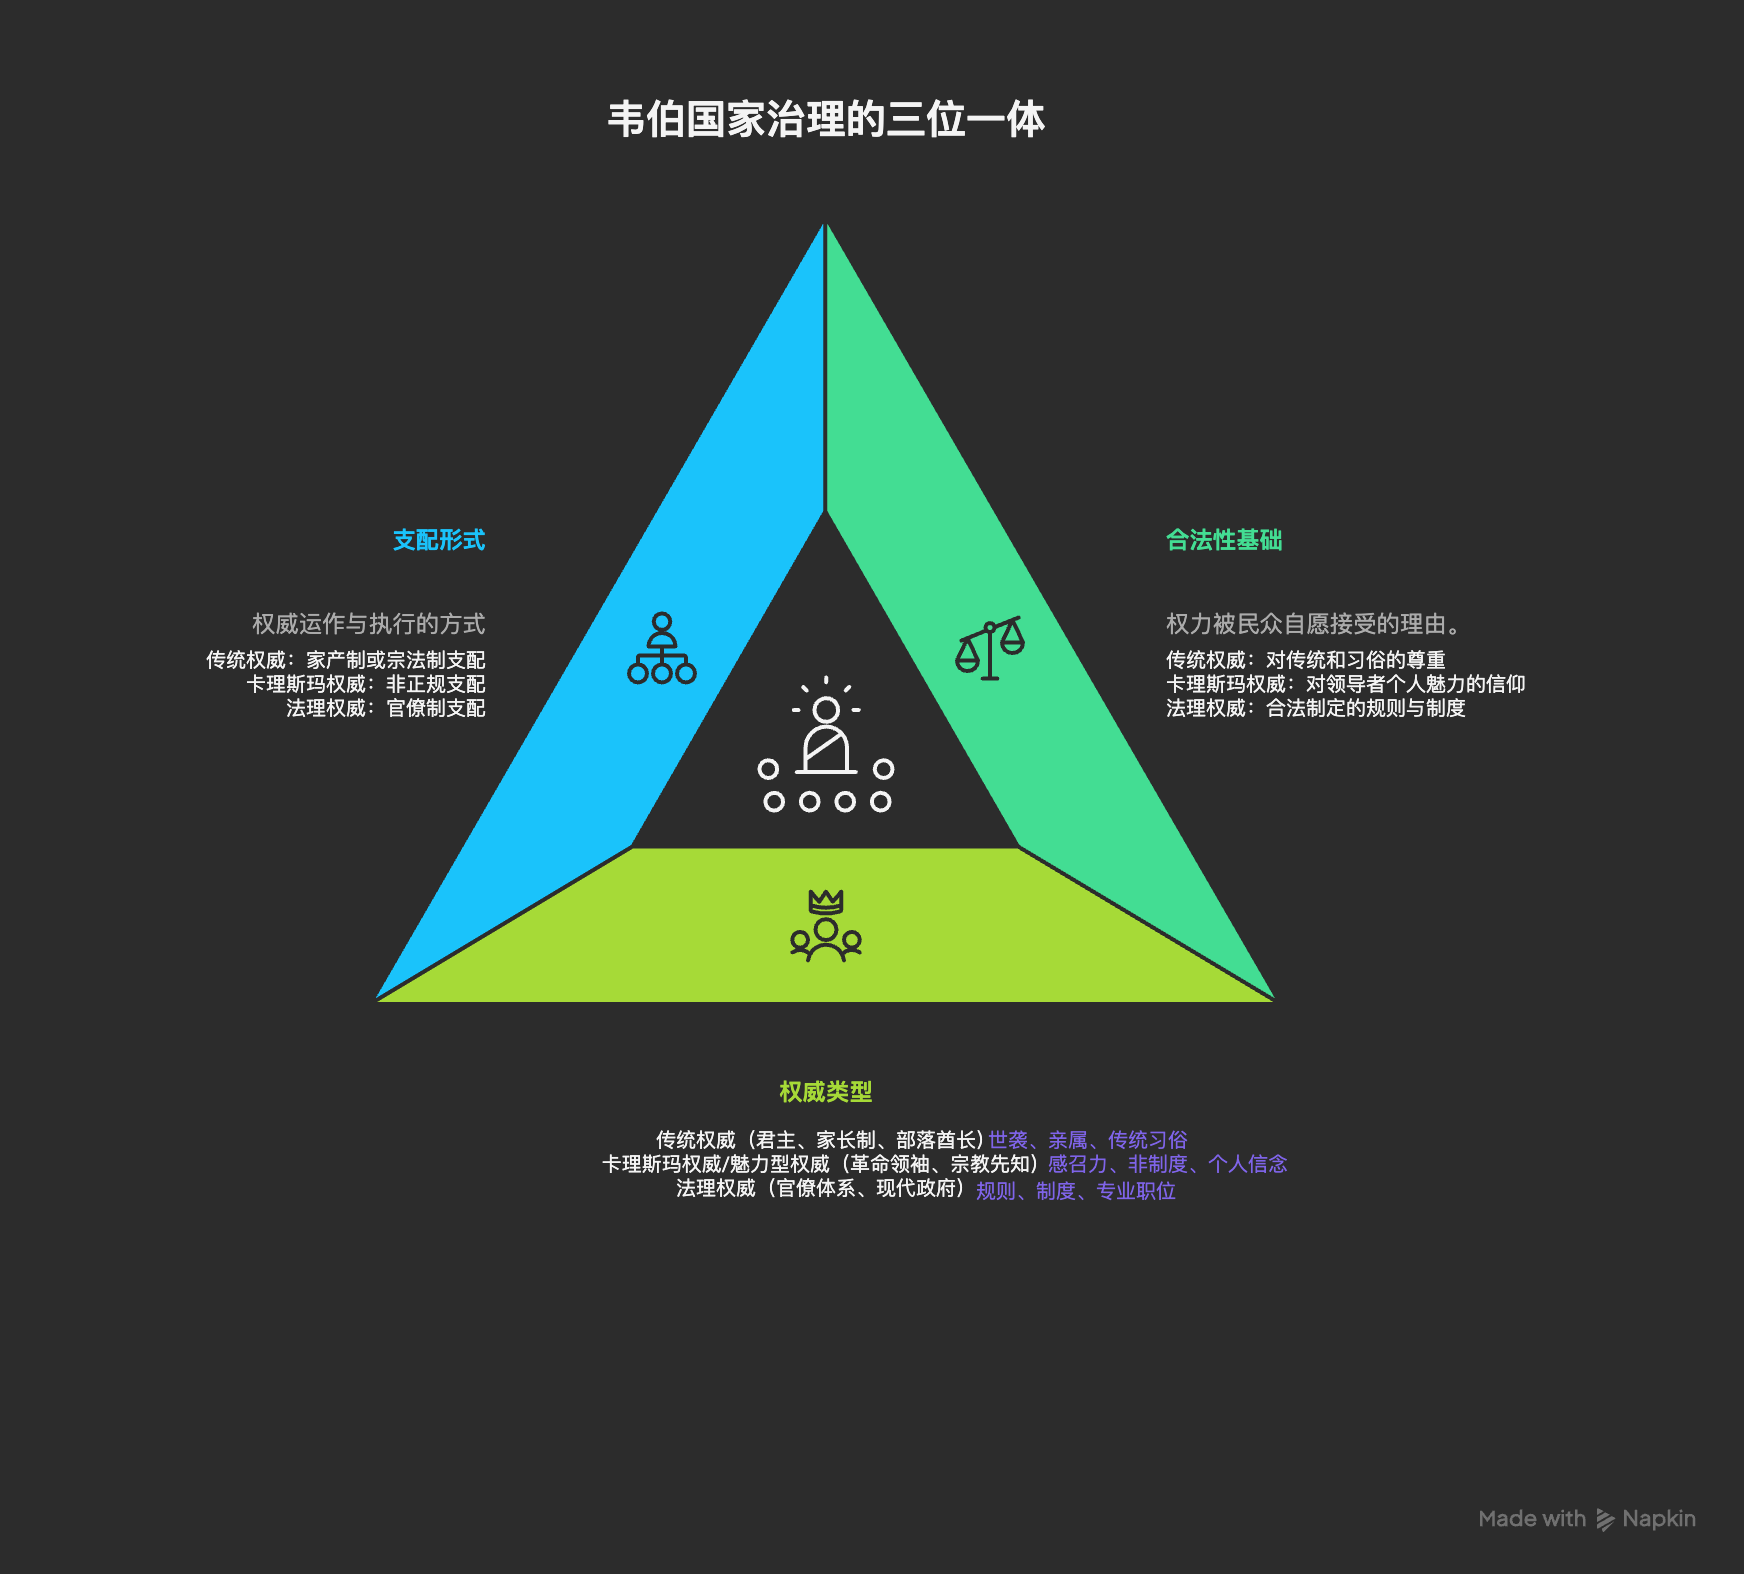 韦伯国家治理的三位一体
支配形式
权威运作与执行的方式
传统权威：家产制或宗法制支配
卡理斯玛权威：非正规支配
法理权威：官僚制支配
合法性基础
权力被民众自愿接受的理由。
传统权威：对传统和习俗的尊重
卡理斯玛权威：对领导者个人魅力的信仰
法理权威：合法制定的规则与制度
权威类型
传统权威（君主、家长制、部落酋长) 世袭、亲属、传统习俗
卡理斯玛权威/魅力型权威（革命领袖、宗教先知）感召力、非制度、个人信念
法理权威（官僚体系、现代政府）规则、制度、专业职位
Made with Napkin